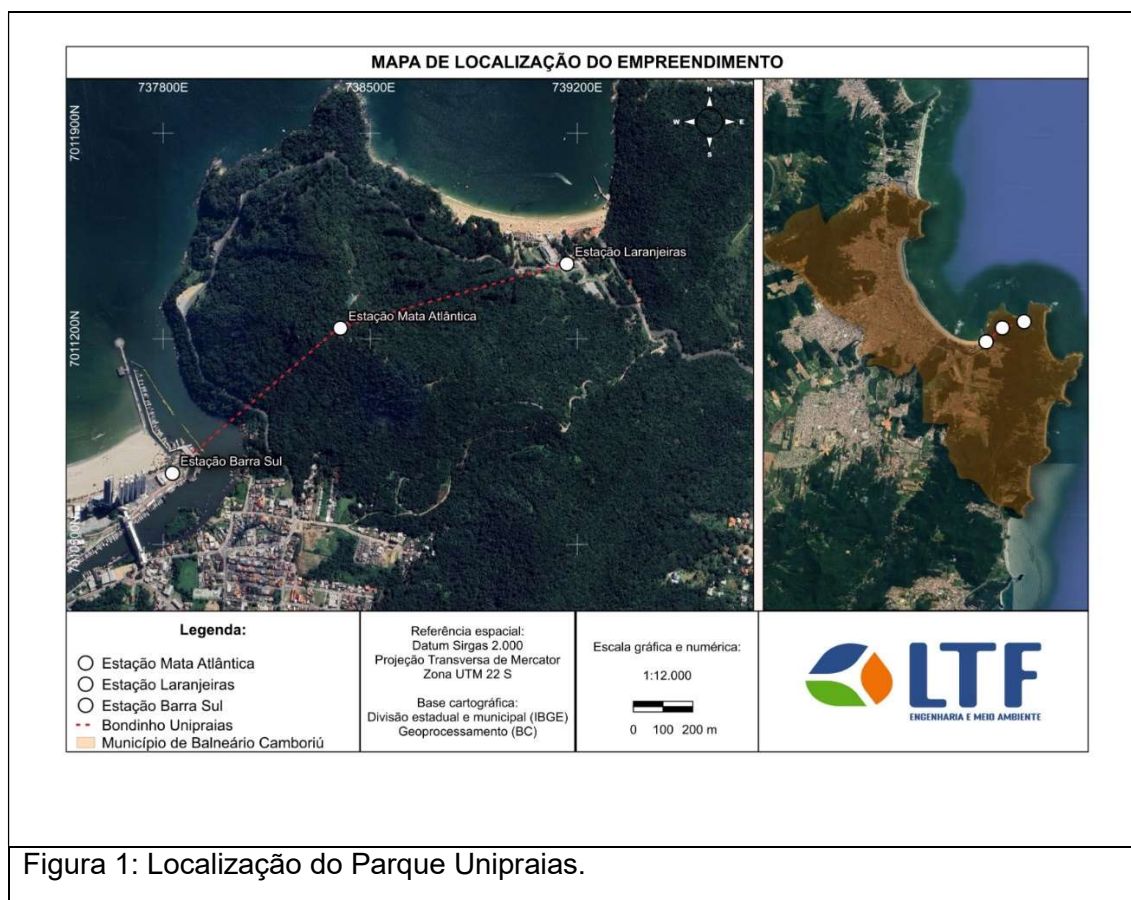 MAPA DE LOCALIZAÇÃO DO EMPREENDIMENTO
737800E
738500E
739200E
7011900N
7011200N
7010500N
N
W
E
S
Estação Laranjeiras
Estação Mata Atlântica
Estação Barra Sul
Legenda:
Estação Mata Atlântica
Estação Laranjeiras
Estação Barra Sul
Bondinho Unipraias
Município de Balneário Camboriú
Referência espacial:
Datum Sirgas 2.000
Projeção Transversa de Mercator
Zona UTM 22 S
Base cartográfica:
Divisão estadual e municipal (IBGE)
Geoprocessamento (BC)
Escala gráfica e numérica:
1:12.000
0 100 200 m
LTF
ENGENHARIA E MEIO AMBIENTE
Figura 1: Localização do Parque Unipraias.